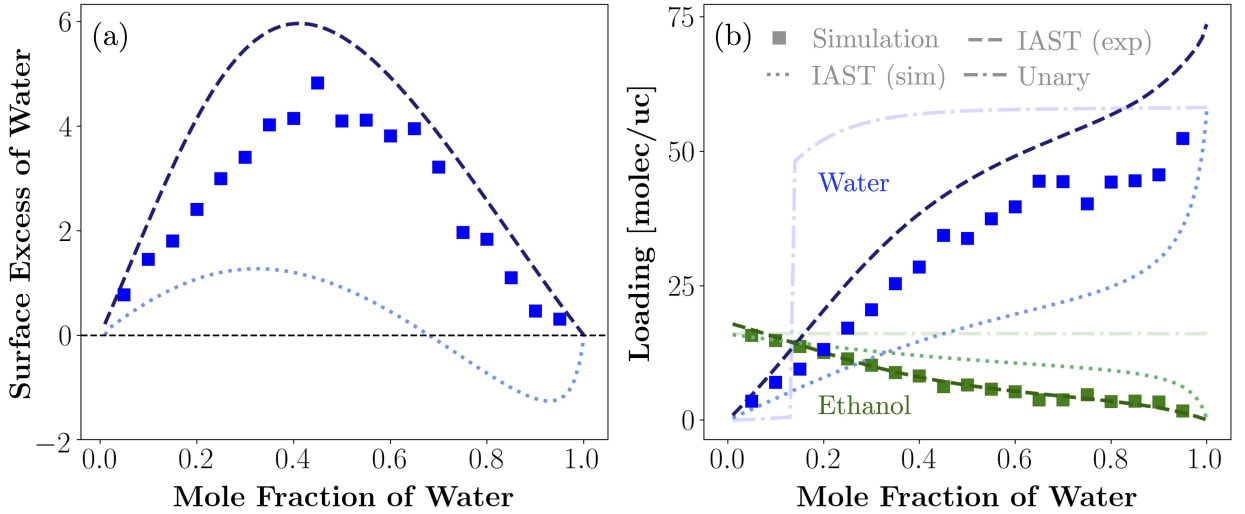 (a)
Surface Excess of Water
6
4
2
0
−2
0.0 0.2 0.4 0.6 0.8 1.0
Mole Fraction of Water
(b)
Simulation
IAST (exp)
IAST (sim)
Unary
Water
Ethanol
Loading [molec/uc]
75
50
25
0
0.0 0.2 0.4 0.6 0.8 1.0
Mole Fraction of Water